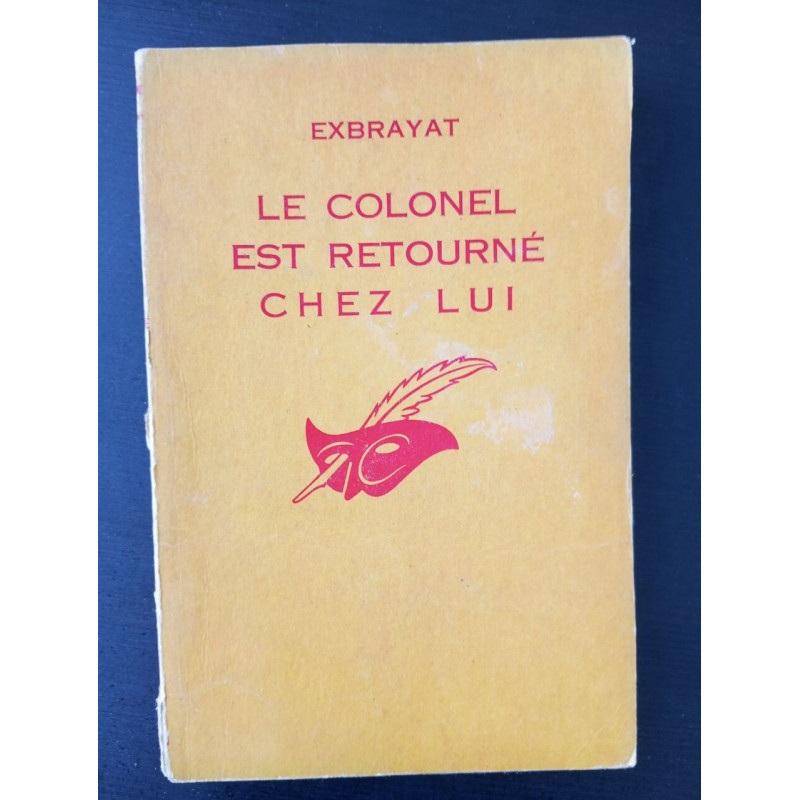 EXBRAYAT
LE COLONEL
EST RETOURNÉ
CHEZ LUI